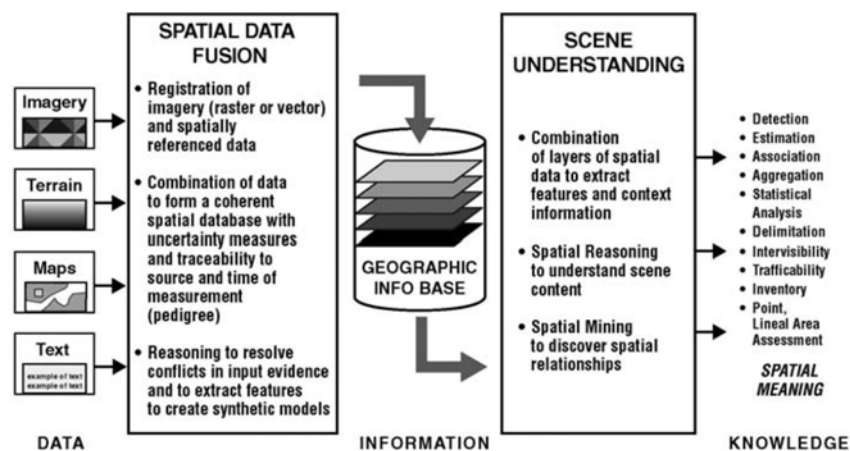 Imagery
Terrain
Maps
Text
example of text
example of text
DATA
SPATIAL DATA
FUSION
• Registration of
imagery (raster or vector)
and spatially
referenced data
• Combination of data
to form a coherent
spatial database with
uncertainty measures
and traceability to
source and time of
measurement
(pedigree)
• Reasoning to resolve
conflicts in input evidence
and to extract features
to create synthetic models
GEOGRAPHIC
INFO BASE
INFORMATION
SCENE
UNDERSTANDING
• Combination
of layers of spatial
data to extract
features and context
information
• Spatial Reasoning
to understand scene
content
• Spatial Mining
to discover spatial
relationships
• Detection
• Estimation
• Association
• Aggregation
• Statistical
Analysis
• Delimitation
• Intervisibility
• Trafficability
• Inventory
• Point,
Lineal Area
Assessment
SPATIAL
MEANING
KNOWLEDGE